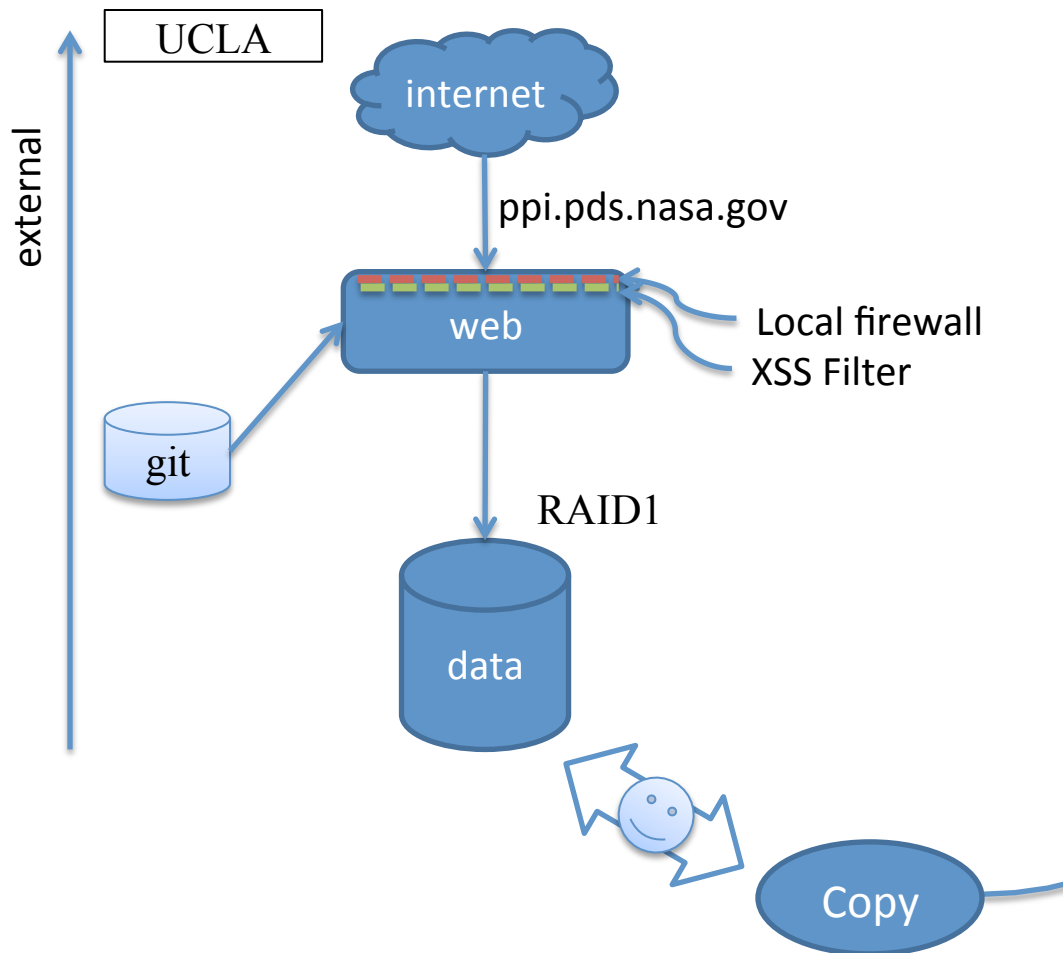 UCLA
internet
external
ppi.pds.nasa.gov
web
Local firewall
XSS Filter
git
RAID1
data
Copy